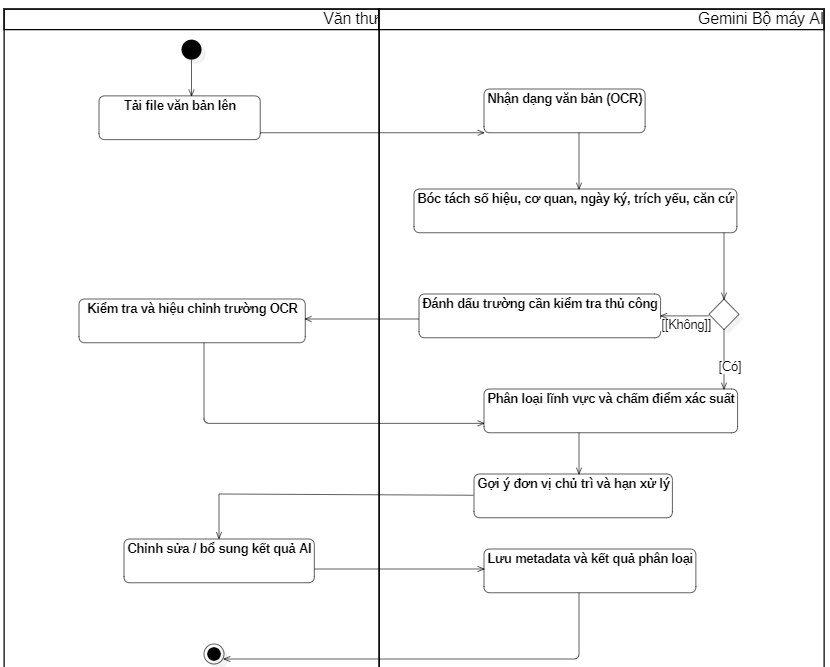 Văn thư
Gemini Bộ máy AI
Tải file văn bản lên
Nhận dạng văn bản (OCR)
Bóc tách số hiệu, cơ quan, ngày ký, trích yếu, căn cứ
Kiểm tra và hiệu chỉnh trường OCR
Đánh dấu trường cần kiểm tra thủ công
[[Không]]
[Có]
Phân loại lĩnh vực và chấm điểm xác suất
Gợi ý đơn vị chủ trì và hạn xử lý
Chỉnh sửa / bổ sung kết quả AI
Lưu metadata và kết quả phân loại